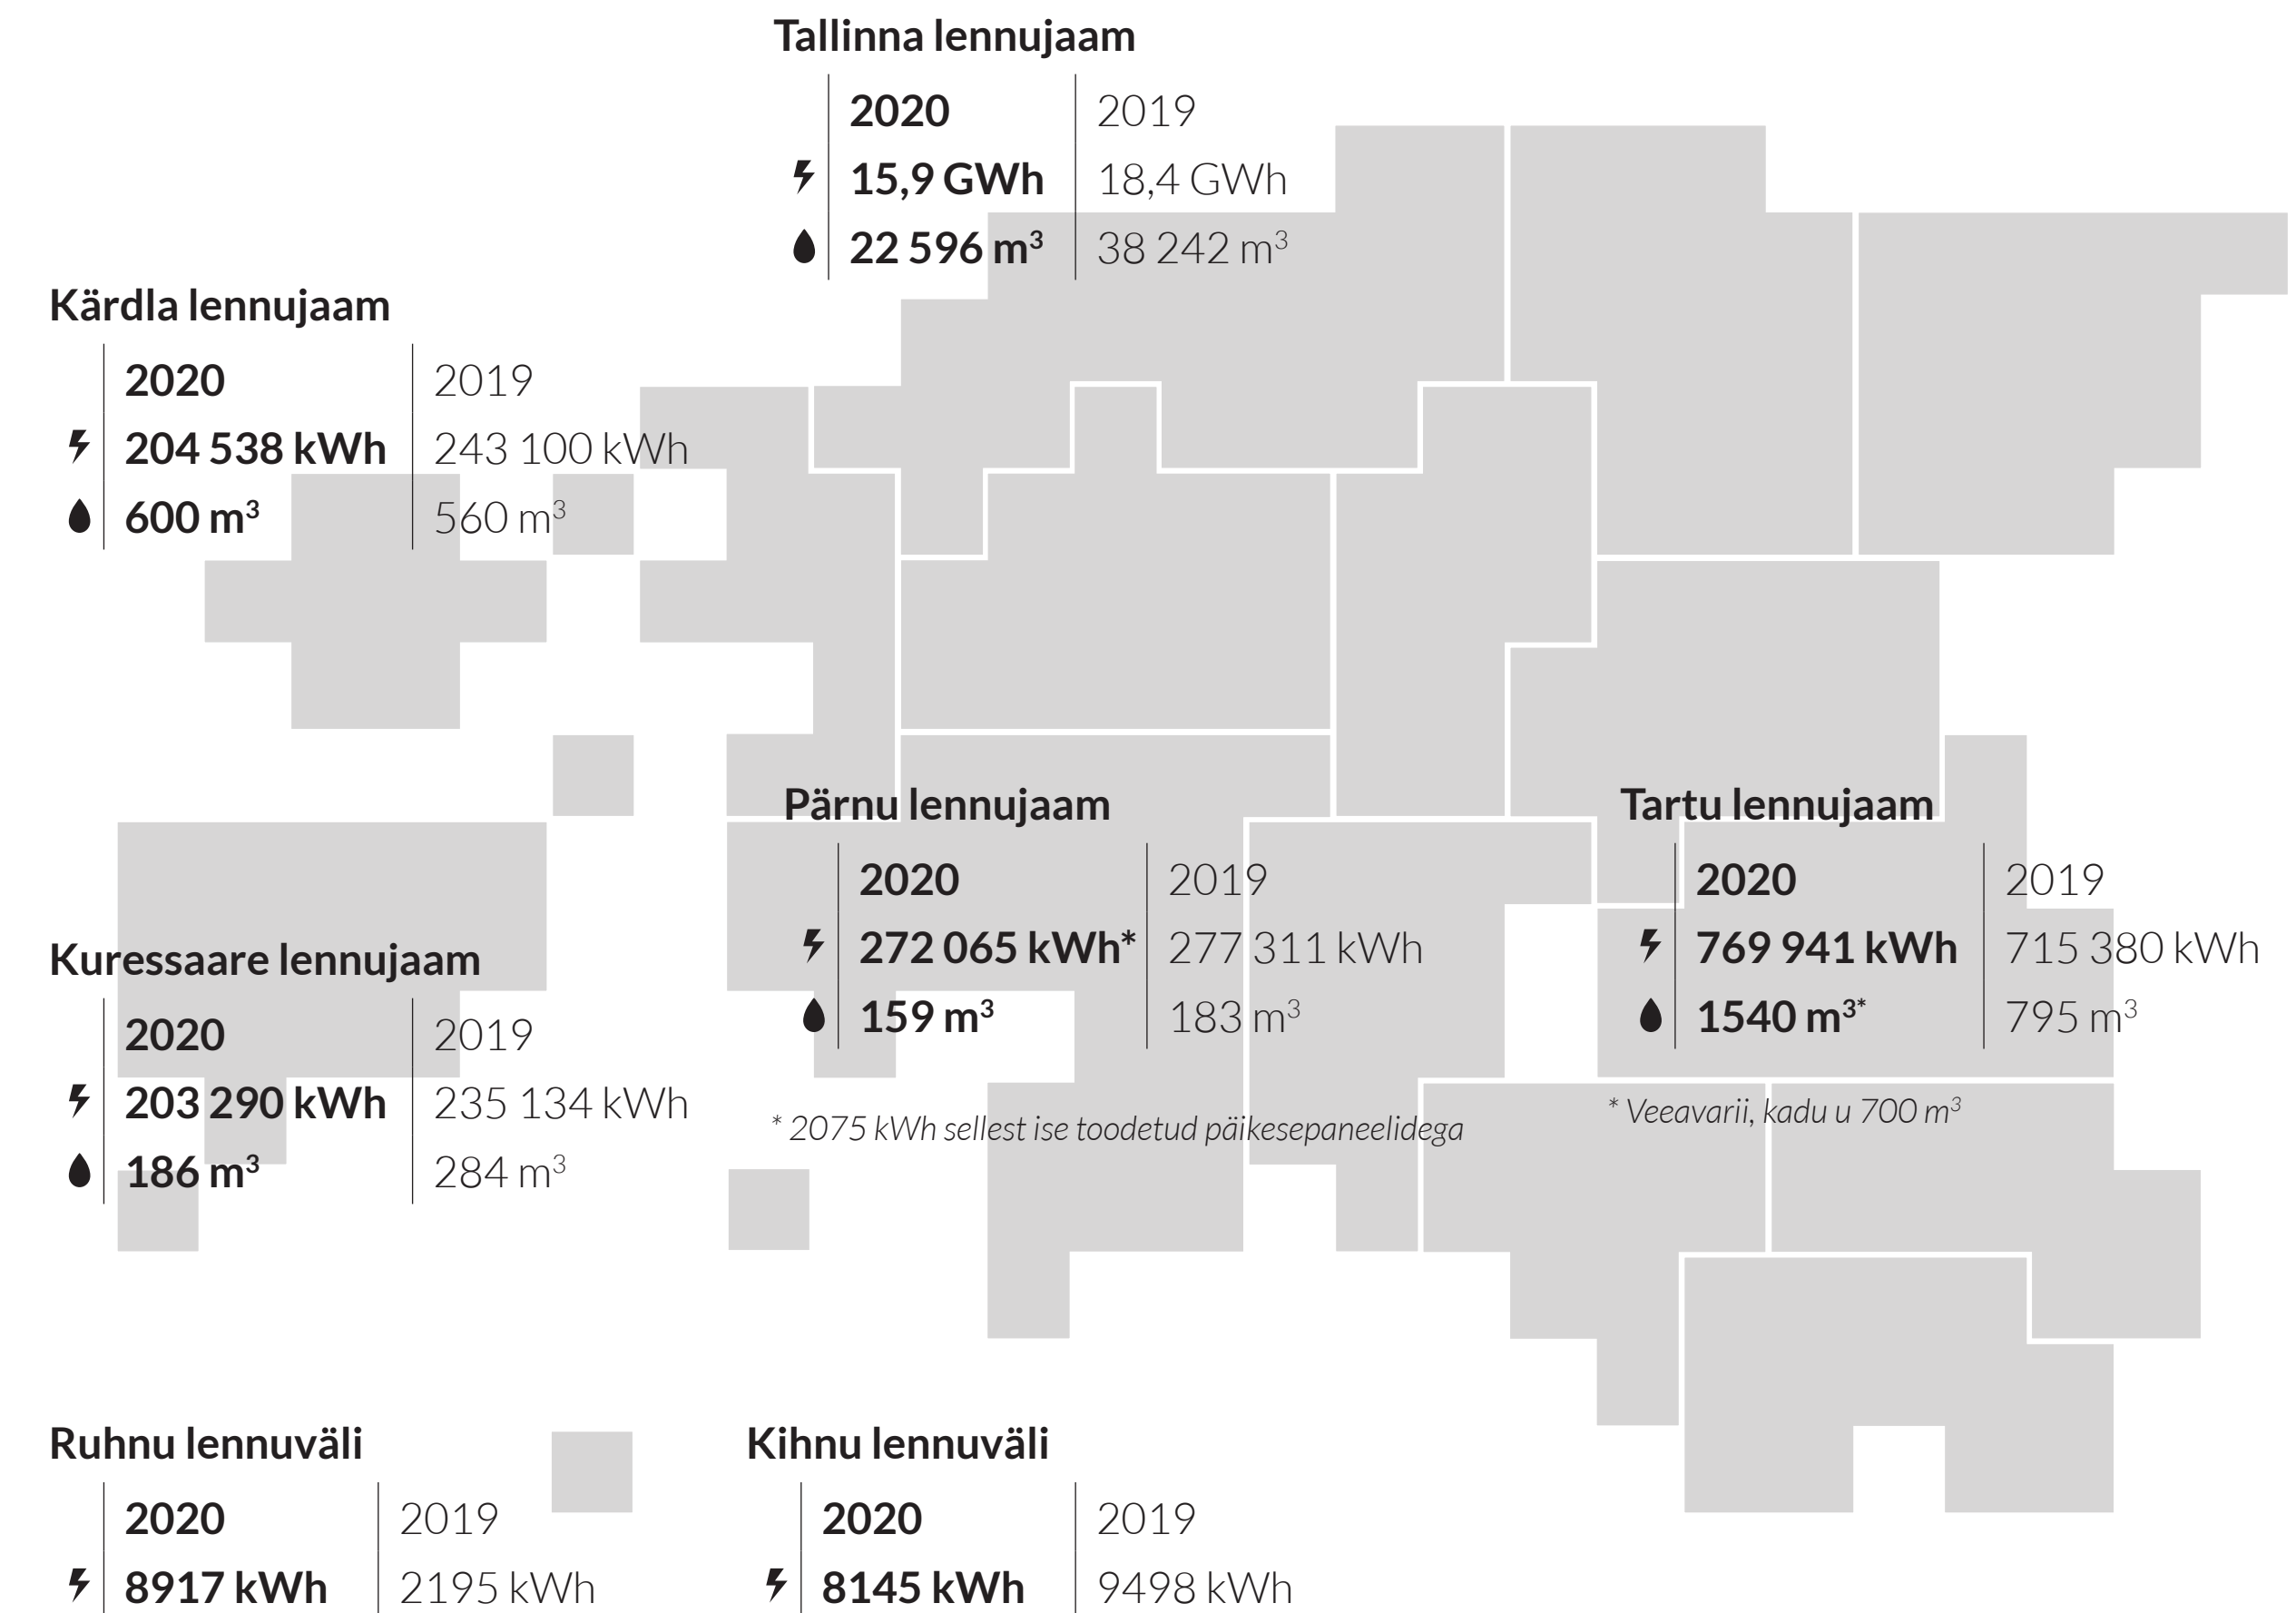 Tallinna lennujaam
2020 2019
15,9 GWh 18,4 GWh
22 596 m³ 38 242 m³
Kärdla lennujaam
2020 2019
204 538 kWh 243 100 kWh
600 m³ 560 m³
Pärnu lennujaam
2020 2019
272 065 kWh* 277 311 kWh
159 m³ 183 m³
* 2075 kWh sellest ise toodetud päikesepaneelidega
Tartu lennujaam
2020 2019
769 941 kWh 715 380 kWh
1540 m³* 795 m³
* Veeavarii, kadu u 700 m³
Kuressaare lennujaam
2020 2019
203 290 kWh 235 134 kWh
186 m³ 284 m³
Ruhnu lennuväli
2020 2019
8917 kWh 2195 kWh
Kihnu lennuväli
2020 2019
8145 kWh 9498 kWh